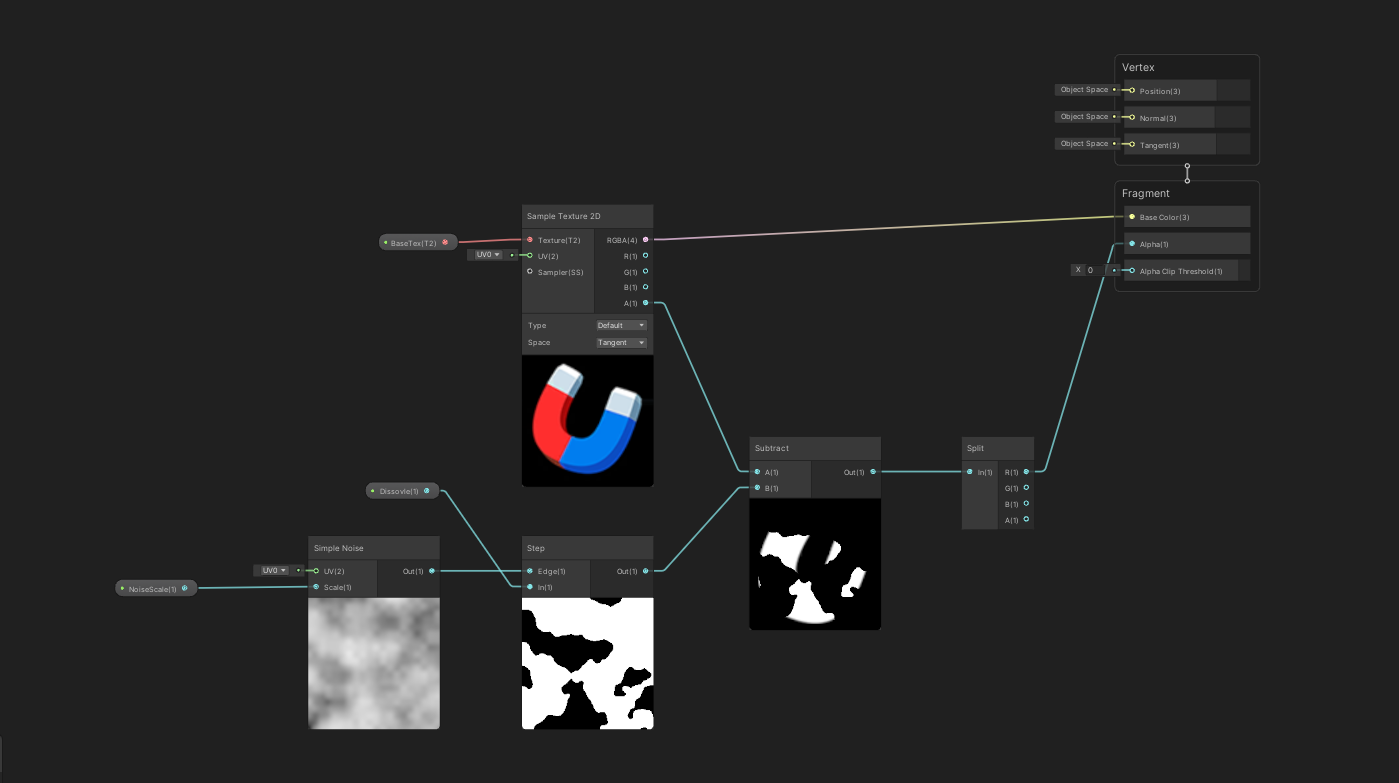 Vertex
Object Space
Position(3)
Object Space
Normal(3)
Object Space
Tangent(3)
Fragment
Base Color(3)
Alpha(1)
X 0
Alpha Clip Threshold(1)
Sample Texture 2D
BaseTex(T2)
Texture(T2)
RGBA(4)
UV0
UV(2)
R(1)
Sampler(SS)
G(1)
B(1)
A(1)
Type
Default
Space
Tangent
Subtract
A(1)
Out(1)
B(1)
Split
In(1)
R(1)
G(1)
B(1)
A(1)
Dissovle(1)
Simple Noise
UV0
UV(2)
Out(1)
NoiseScale(1)
Scale(1)
Step
Edge(1)
Out(1)
In(1)